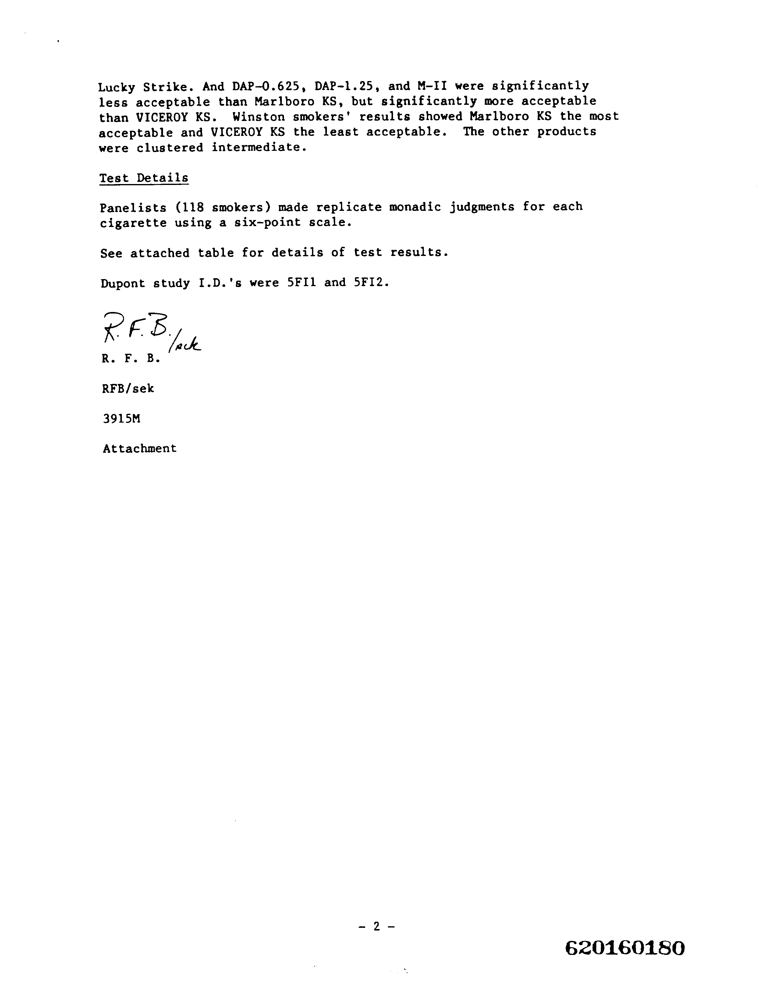 Lucky Strike. And DAP-0.625, DAP-1.25, and M-II were significantly
less acceptable than Marlboro KS, but significantly more acceptable
than VICEROY KS. Winston smokers' results showed Marlboro KS the most
acceptable and VICEROY KS the least acceptable. The other products
were clustered intermediate.
Test Details
Panelists (118 smokers) made replicate monadic judgments for each
cigarette using a six-point scale.
See attached table for details of test results.
Dupont study I.D.'s were 5FI1 and 5FI2.
R.F.B./sek
R. F. B.
RFB/sek
3915M
Attachment
- 2 -
620160180